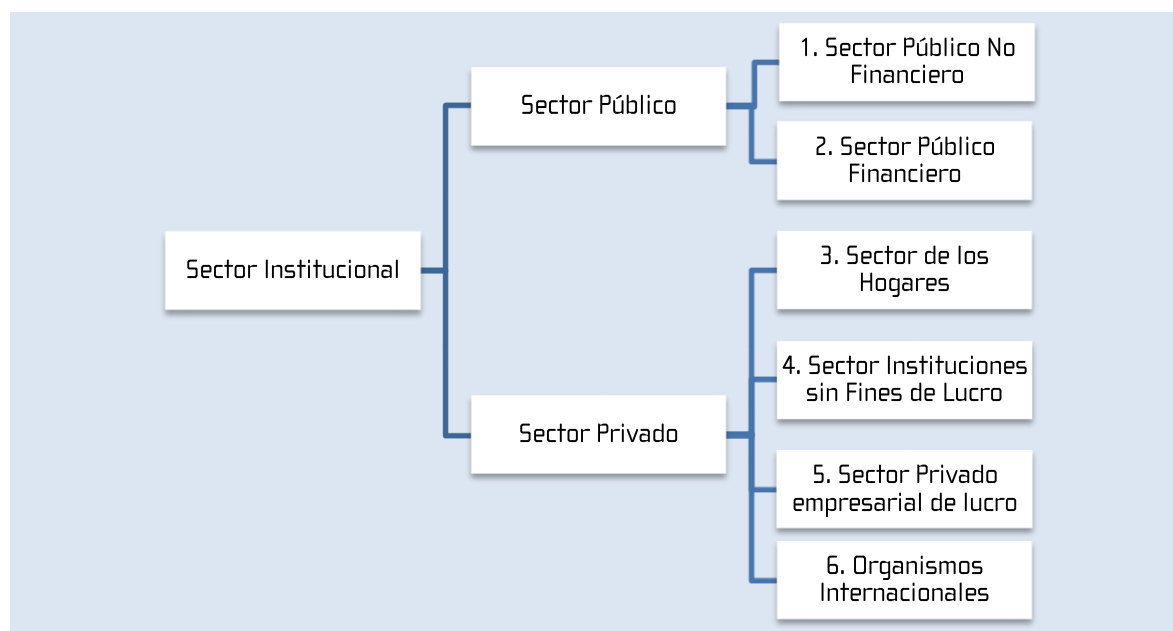 1. Sector Público No
Financiero
Sector Público
2. Sector Público
Financiero
Sector Institucional
3. Sector de los
Hogares
4. Sector Instituciones
sin Fines de Lucro
Sector Privado
5. Sector Privado
empresarial de lucro
6. Organismos
Internacionales